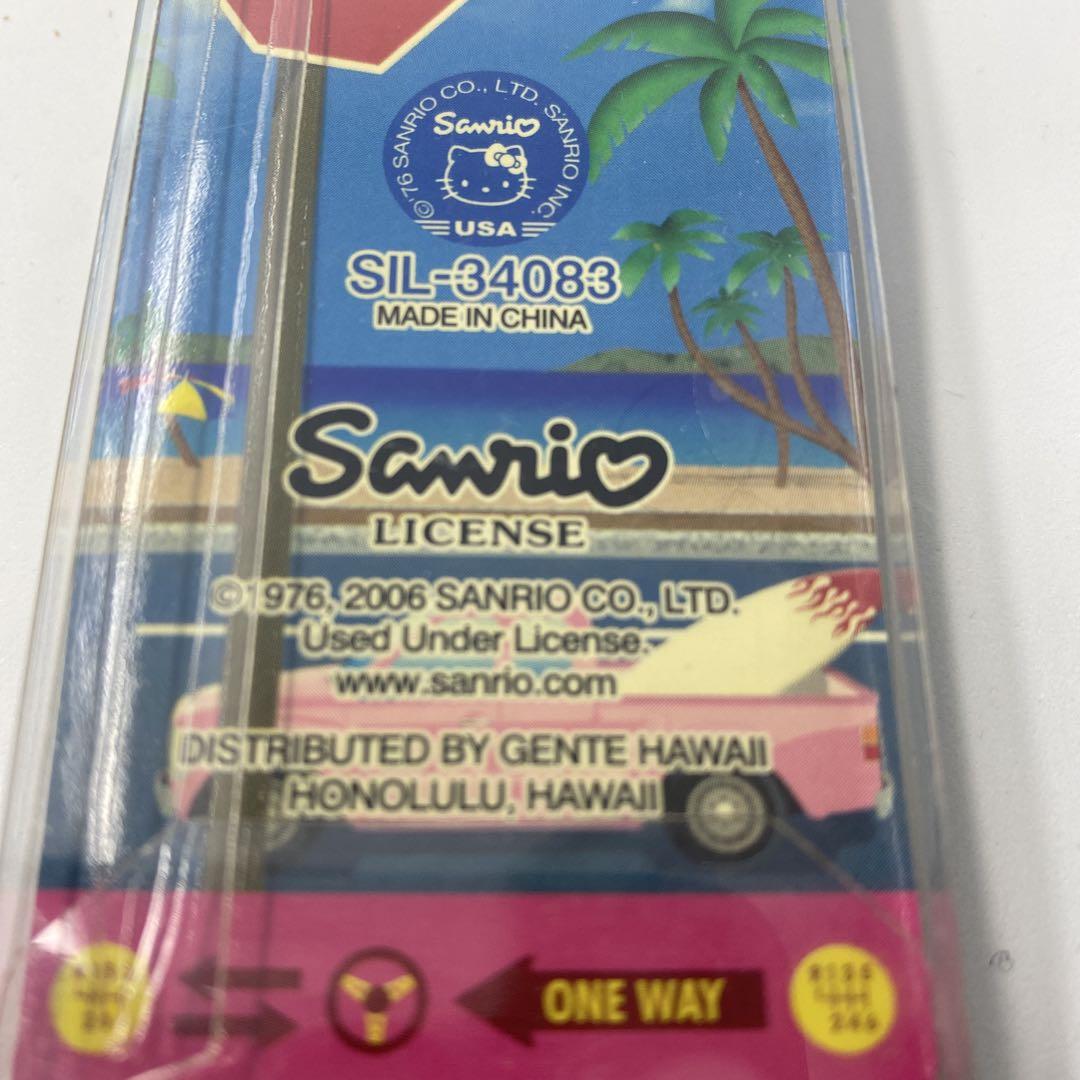 ©'76 SANRIO CO., LTD. SANRIO INC.
Sanrio
USA
SIL-34083
MADE IN CHINA
Sanrio
LICENSE
©1976, 2006 SANRIO CO., LTD.
Used Under License.
www.sanrio.com
DISTRIBUTED BY GENTE HAWAII
HONOLULU, HAWAII
ONE WAY